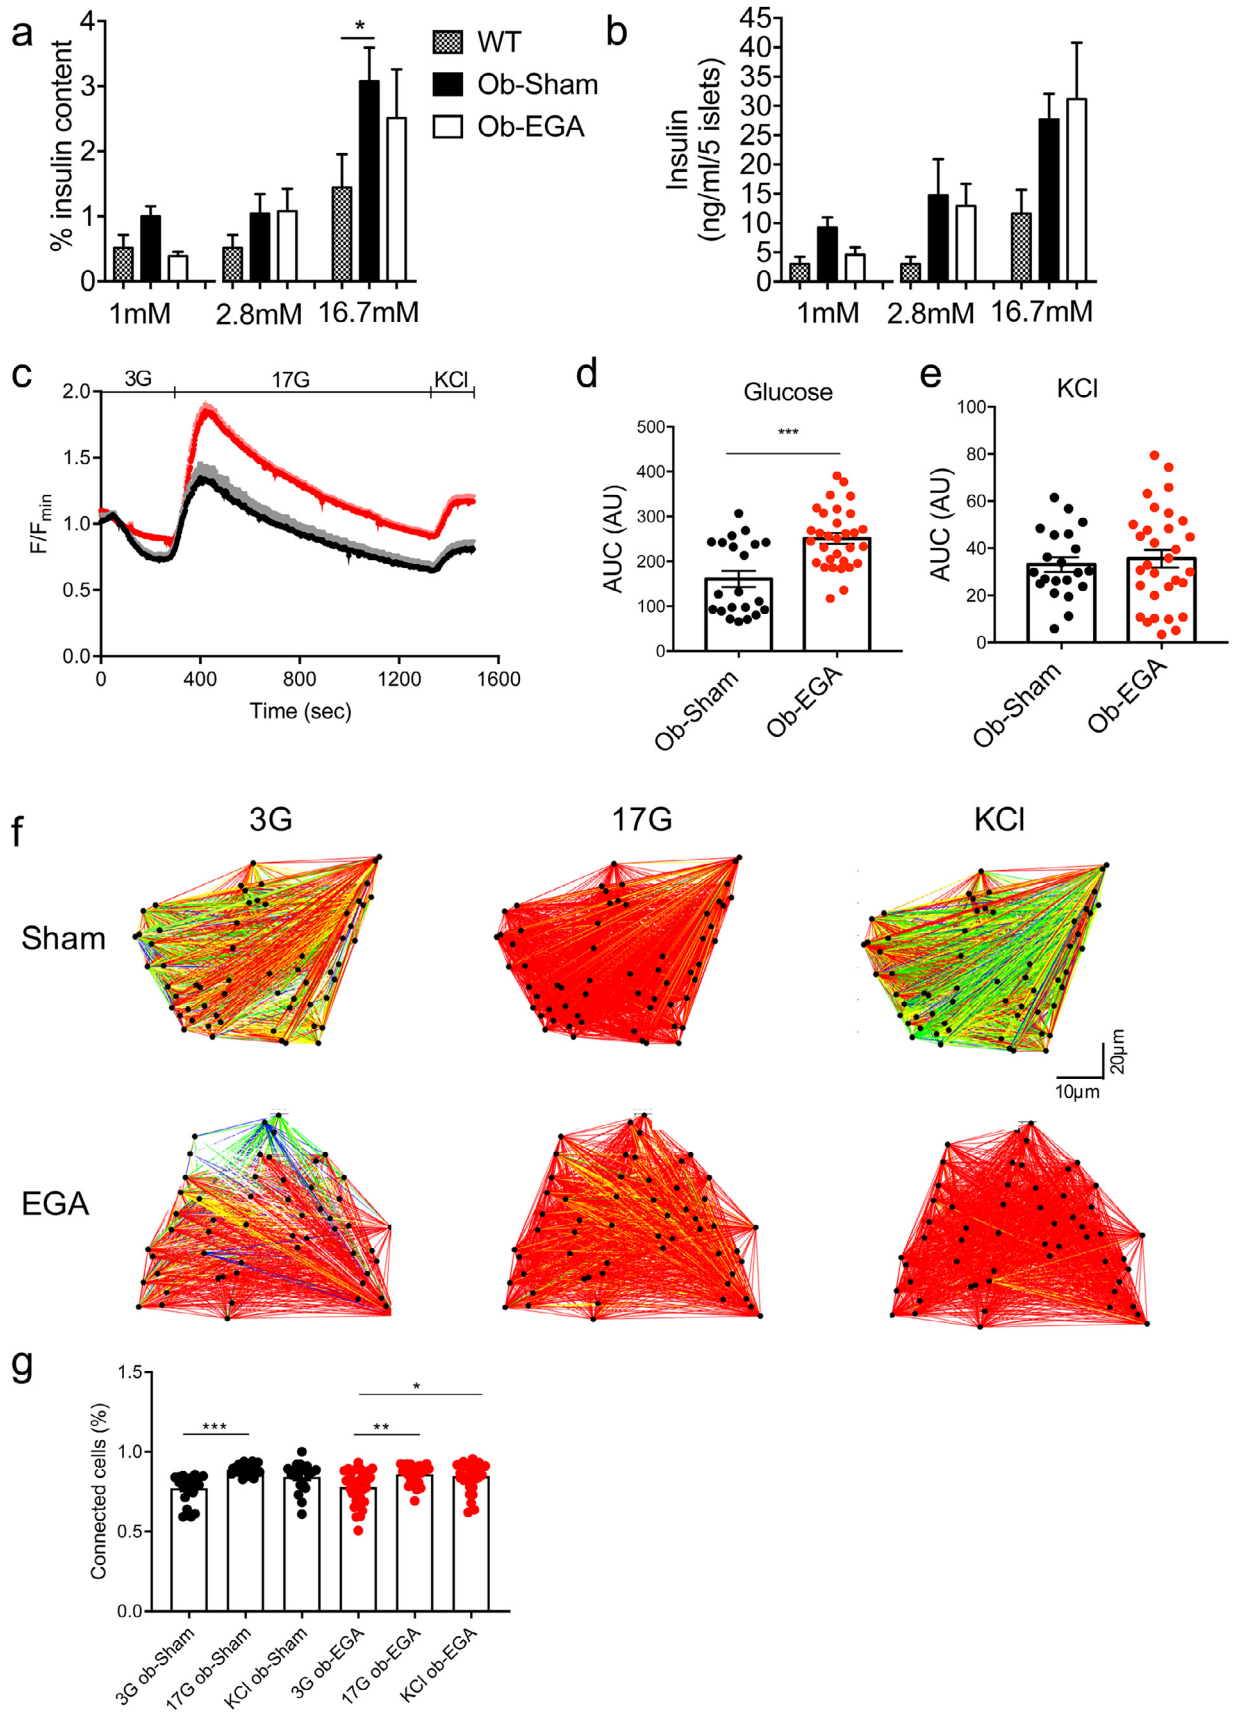 a
4
3
2
1
0
% insulin content
*
1mM
2.8mM
16.7mM
WT
Ob-Sham
Ob-EGA
b
45
40
35
30
25
20
15
10
5
0
Insulin
(ng/ml/5 islets)
1mM
2.8mM
16.7mM
c
3G
17G
KCl
2.0
1.5
1.0
0.5
0.0
F/Fmin
0
400
800
1200
1600
Time (sec)
d
Glucose
***
500
400
300
200
100
0
AUC (AU)
Ob-Sham
Ob-EGA
e
KCl
100
80
60
40
20
0
AUC (AU)
Ob-Sham
Ob-EGA
f
3G
17G
KCl
Sham
20µm
10µm
EGA
g
1.5
1.0
0.5
0.0
Connected cells (%)
***
**
*
3G ob-Sham
17G ob-Sham
KCl ob-Sham
3G ob-EGA
17G ob-EGA
KCl ob-EGA